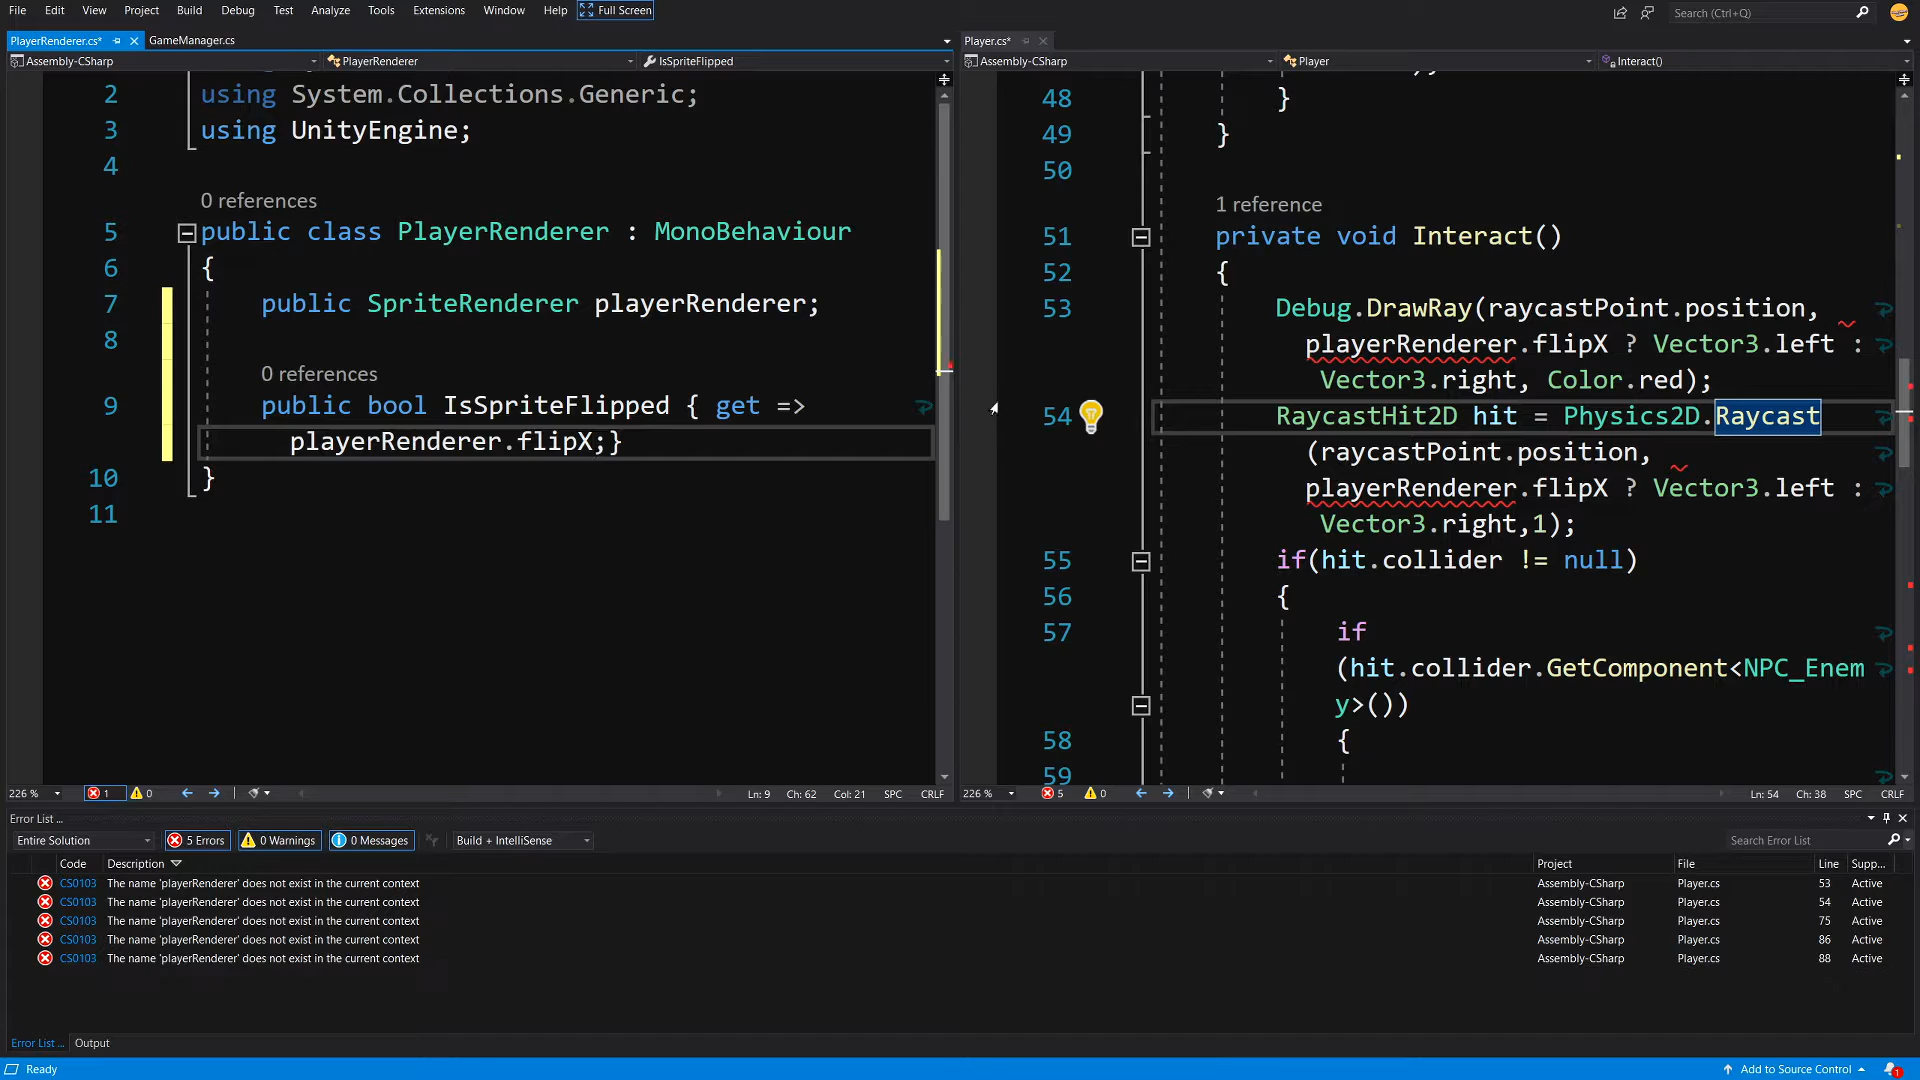 File Edit View Project Build Debug Test Analyze Tools Extensions Window Help Full Screen Search (Ctrl+Q)
PlayerRenderer.cs* GameManager.cs
Assembly-CSharp PlayerRenderer IsSpriteFlipped
2 using System.Collections.Generic;
3 using UnityEngine;
4
0 references
5 public class PlayerRenderer : MonoBehaviour
6 {
7 public SpriteRenderer playerRenderer;
8
0 references
9 public bool IsSpriteFlipped { get =>
playerRenderer.flipX;}
10 }
11
226 % 1 0 Ln: 9 Ch: 62 Col: 21 SPC CRLF
Player.cs*
Assembly-CSharp Player Interact()
48 }
49 }
50
1 reference
51 private void Interact()
52 {
53 Debug.DrawRay(raycastPoint.position,
playerRenderer.flipX ? Vector3.left :
Vector3.right, Color.red);
54 RaycastHit2D hit = Physics2D.Raycast
(raycastPoint.position,
playerRenderer.flipX ? Vector3.left :
Vector3.right,1);
55 if(hit.collider != null)
56 {
57 if
(hit.collider.GetComponent<NPC_Enem
y>())
58 {
59
226 % 5 0 Ln: 54 Ch: 38 SPC CRLF
Error List ...
Entire Solution 5 Errors 0 Warnings 0 Messages Build + IntelliSense Search Error List
Code Description Project File Line Supp...
CS0103 The name 'playerRenderer' does not exist in the current context Assembly-CSharp Player.cs 53 Active
CS0103 The name 'playerRenderer' does not exist in the current context Assembly-CSharp Player.cs 54 Active
CS0103 The name 'playerRenderer' does not exist in the current context Assembly-CSharp Player.cs 75 Active
CS0103 The name 'playerRenderer' does not exist in the current context Assembly-CSharp Player.cs 86 Active
CS0103 The name 'playerRenderer' does not exist in the current context Assembly-CSharp Player.cs 88 Active
Error List ... Output
Ready Add to Source Control 1